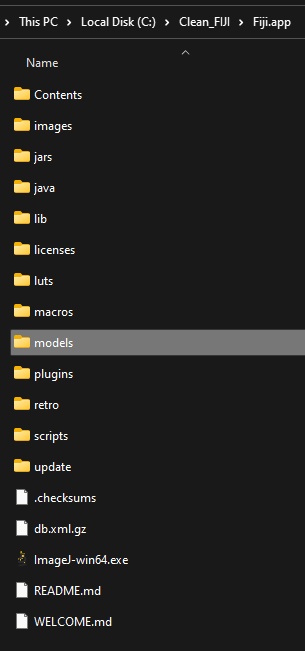 This PC > Local Disk (C:) > Clean_FIJI > Fiji.app
Name
Contents
images
jars
java
lib
licenses
luts
macros
models
plugins
retro
scripts
update
.checksums
db.xml.gz
ImageJ-win64.exe
README.md
WELCOME.md